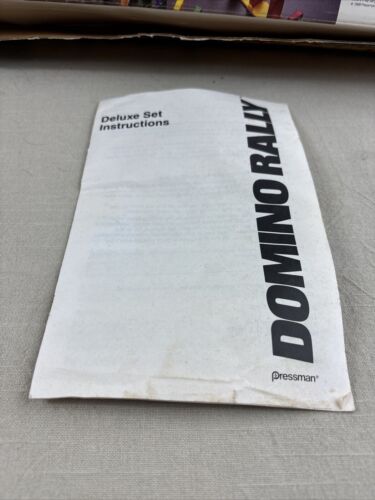 Deluxe Set
Instructions
DOMINO RALLY
pressman®